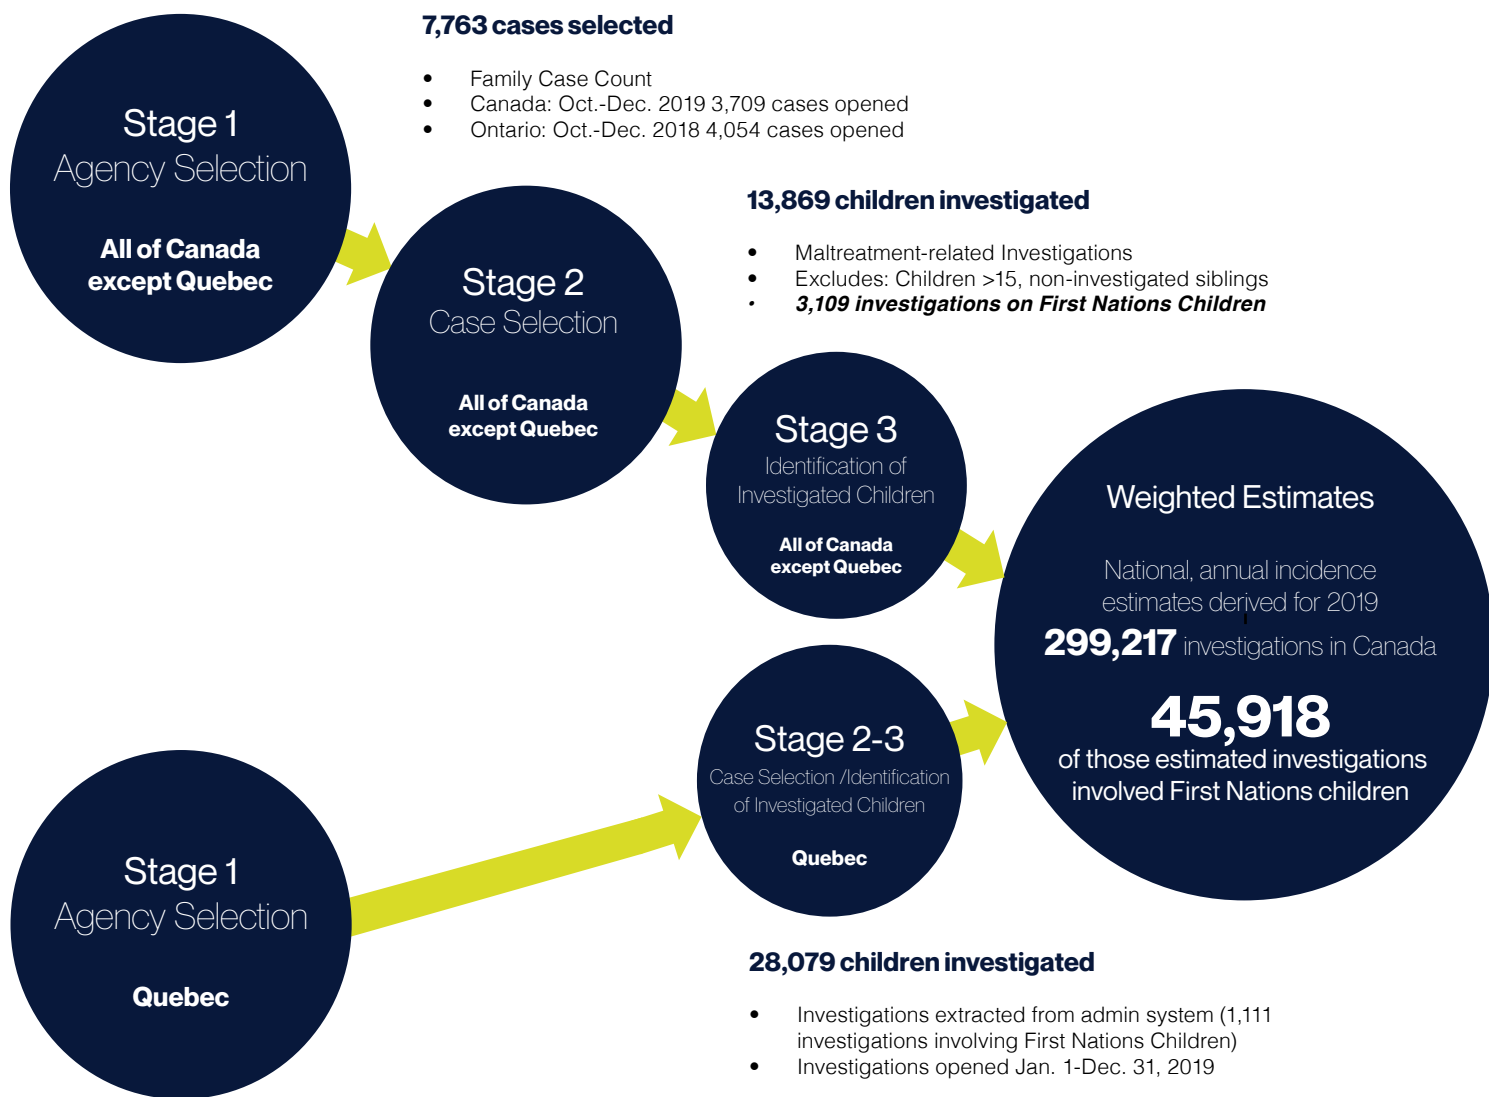 7,763 cases selected
• Family Case Count
• Canada: Oct.-Dec. 2019 3,709 cases opened
• Ontario: Oct.-Dec. 2018 4,054 cases opened
Stage 1
Agency Selection
All of Canada
except Quebec
13,869 children investigated
• Maltreatment-related Investigations
• Excludes: Children >15, non-investigated siblings
• 3,109 investigations on First Nations Children
Stage 2
Case Selection
All of Canada
except Quebec
Stage 3
Identification of
Investigated Children
All of Canada
except Quebec
Weighted Estimates
National, annual incidence
estimates derived for 2019
299,217 investigations in Canada
45,918
of those estimated investigations
involved First Nations children
Stage 1
Agency Selection
Quebec
Stage 2-3
Case Selection /Identification
of Investigated Children
Quebec
28,079 children investigated
• Investigations extracted from admin system (1,111
investigations involving First Nations Children)
• Investigations opened Jan. 1-Dec. 31, 2019